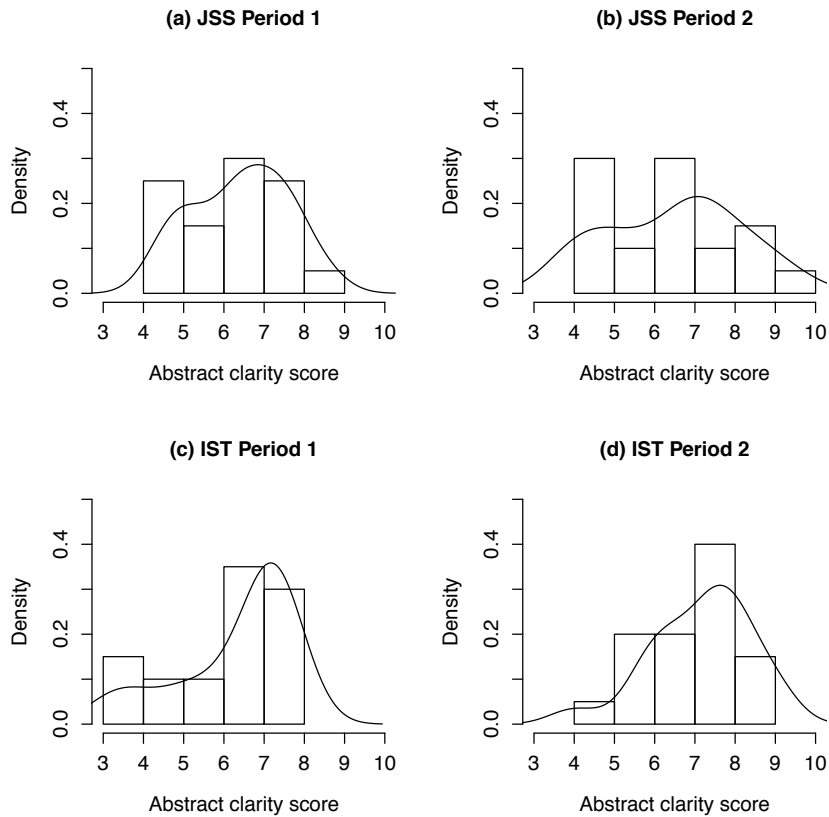 (a) JSS Period 1
Density
0.0 0.2 0.4
3 4 5 6 7 8 9 10
Abstract clarity score
(b) JSS Period 2
Density
0.0 0.2 0.4
3 4 5 6 7 8 9 10
Abstract clarity score
(c) IST Period 1
Density
0.0 0.2 0.4
3 4 5 6 7 8 9 10
Abstract clarity score
(d) IST Period 2
Density
0.0 0.2 0.4
3 4 5 6 7 8 9 10
Abstract clarity score